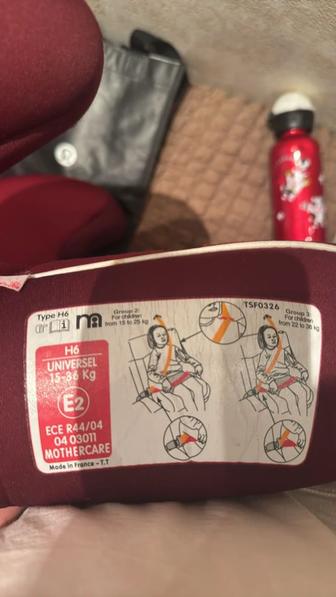 Type H6
Group 2:
For children
from 15 to 25 kg
TSF0326
Group 3:
For children
from 22 to 36 kg
H6
UNIVERSEL
15-36 Kg
E2
ECE R44/04
04 03011
MOTHERCARE
Made in France - T.T